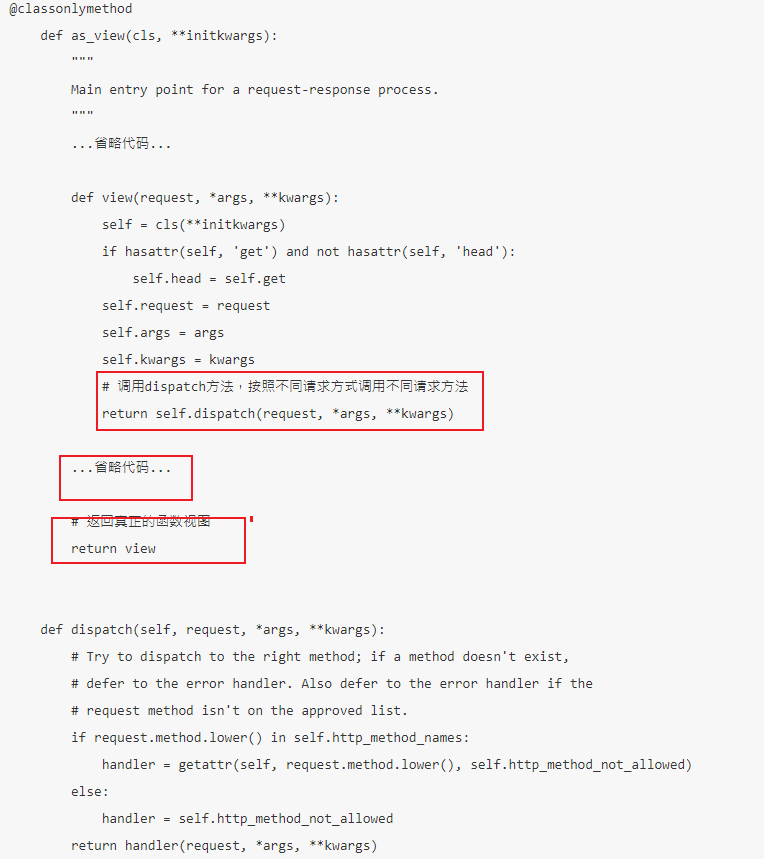 @classonlymethod
    def as_view(cls, **initkwargs):
        """
        Main entry point for a request-response process.
        """
        ...省略代码...
        def view(request, *args, **kwargs):
            self = cls(**initkwargs)
            if hasattr(self, 'get') and not hasattr(self, 'head'):
                self.head = self.get
            self.request = request
            self.args = args
            self.kwargs = kwargs
            # 调用dispatch方法，按照不同请求方式调用不同请求方法
            return self.dispatch(request, *args, **kwargs)
        ...省略代码...
        # 返回真正的函数视图
        return view
    def dispatch(self, request, *args, **kwargs):
        # Try to dispatch to the right method; if a method doesn't exist,
        # defer to the error handler. Also defer to the error handler if the
        # request method isn't on the approved list.
        if request.method.lower() in self.http_method_names:
            handler = getattr(self, request.method.lower(), self.http_method_not_allowed)
        else:
            handler = self.http_method_not_allowed
        return handler(request, *args, **kwargs)